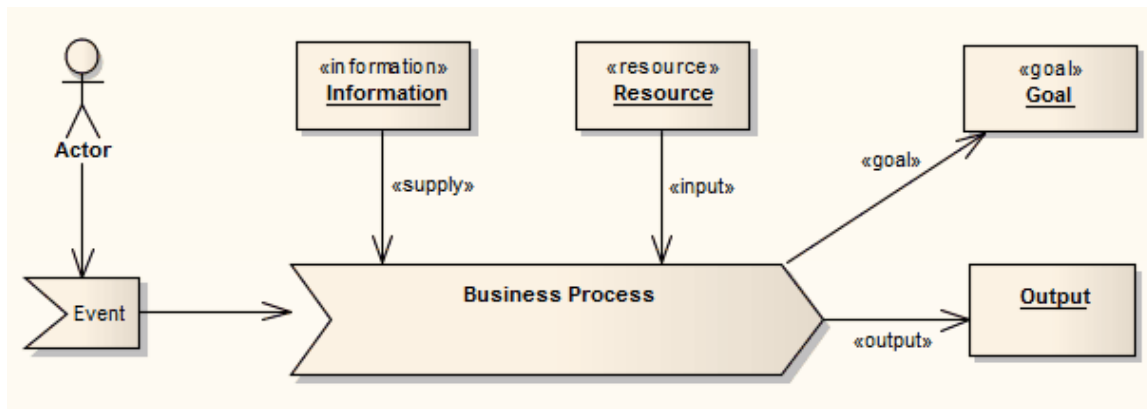 «information»
Information
«resource»
Resource
«goal»
Goal
Actor
«supply»
«input»
«goal»
Event
Business Process
Output
«output»